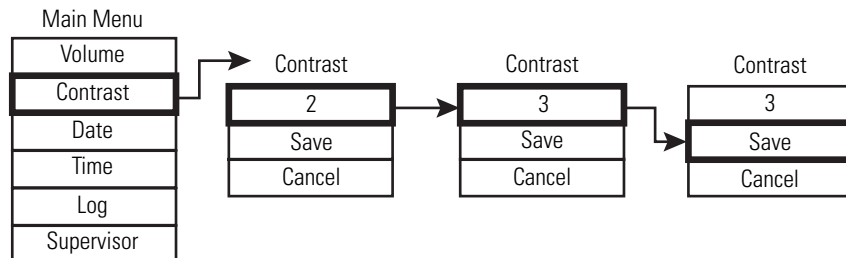 Main Menu
Volume
Contrast
Date
Time
Log
Supervisor
Contrast
2
Save
Cancel
Contrast
3
Save
Cancel
Contrast
3
Save
Cancel